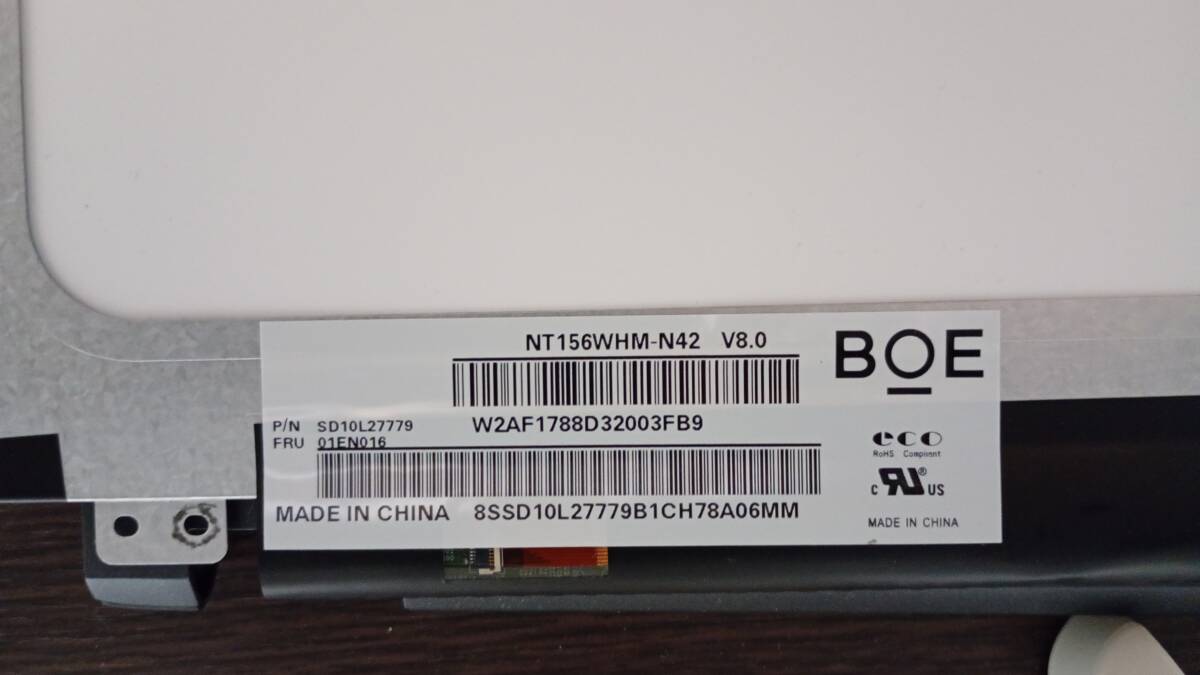 NT156WHM-N42 V8.0
BOE
P/N SD10L27779
W2AF1788D32003FB9
FRU 01EN016
eco
RoHS Compliant
c RU® US
MADE IN CHINA 8SSD10L27779B1CH78A06MM
MADE IN CHINA